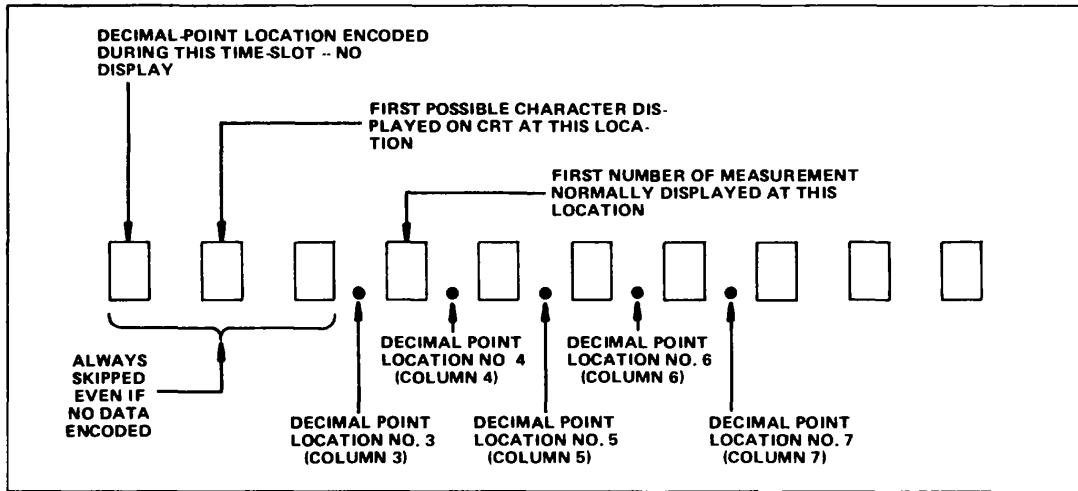 DECIMAL-POINT LOCATION ENCODED
DURING THIS TIME-SLOT -- NO
DISPLAY
FIRST POSSIBLE CHARACTER DIS-
PLAYED ON CRT AT THIS LOCA-
TION
FIRST NUMBER OF MEASUREMENT
NORMALLY DISPLAYED AT THIS
LOCATION
ALWAYS
SKIPPED
EVEN IF
NO DATA
ENCODED
DECIMAL POINT
LOCATION NO. 3
(COLUMN 3)
DECIMAL POINT
LOCATION NO 4
(COLUMN 4)
DECIMAL POINT
LOCATION NO. 5
(COLUMN 5)
DECIMAL POINT
LOCATION NO. 6
(COLUMN 6)
DECIMAL POINT
LOCATION NO. 7
(COLUMN 7)